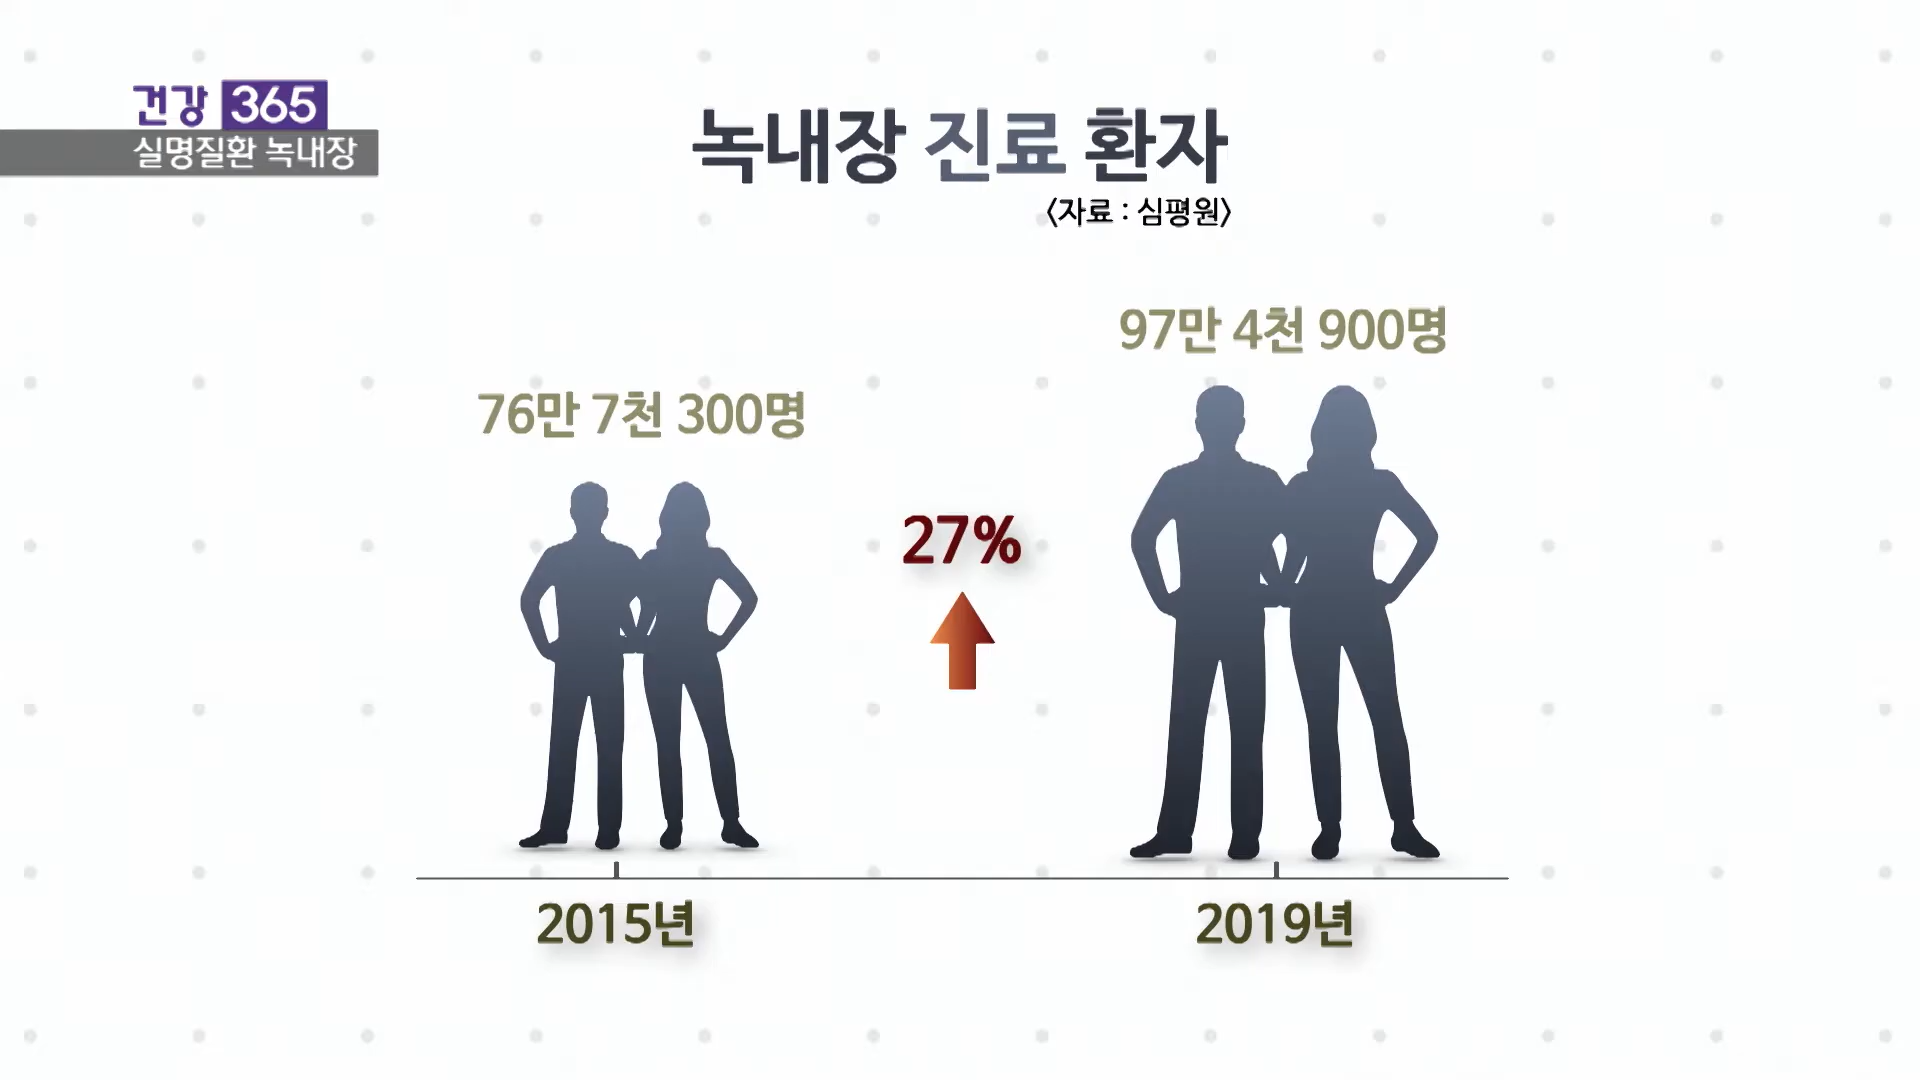 건강 365
실명질환 녹내장
녹내장 진료 환자
〈자료 : 심평원〉
97만 4천 900명
76만 7천 300명
27%
2015년
2019년